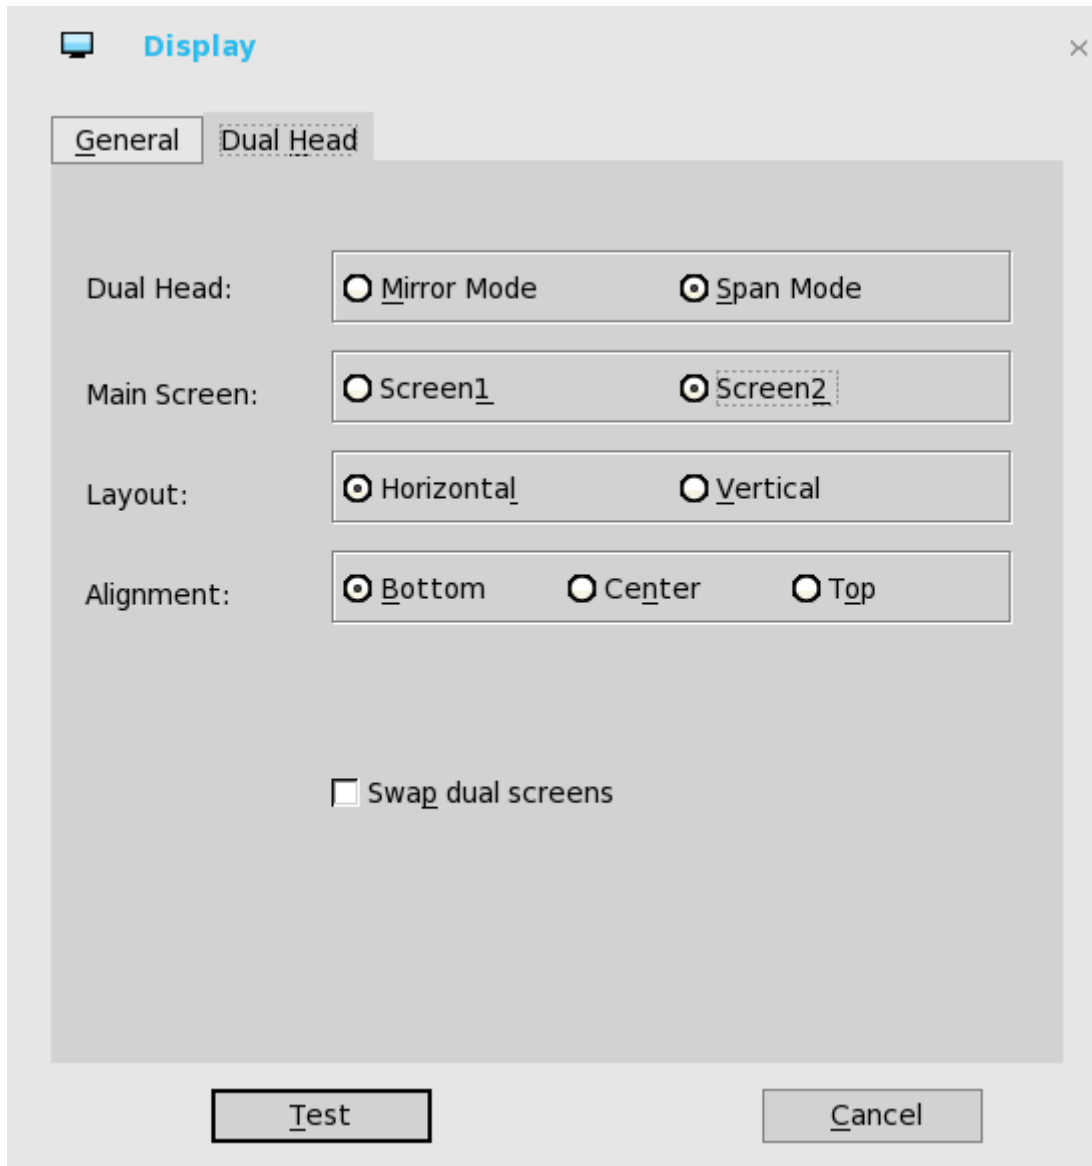 Display
General Dual Head
Dual Head: Mirror Mode Span Mode
Main Screen: Screen1 Screen2
Layout: Horizontal Vertical
Alignment: Bottom Center Top
Swap dual screens
Test Cancel